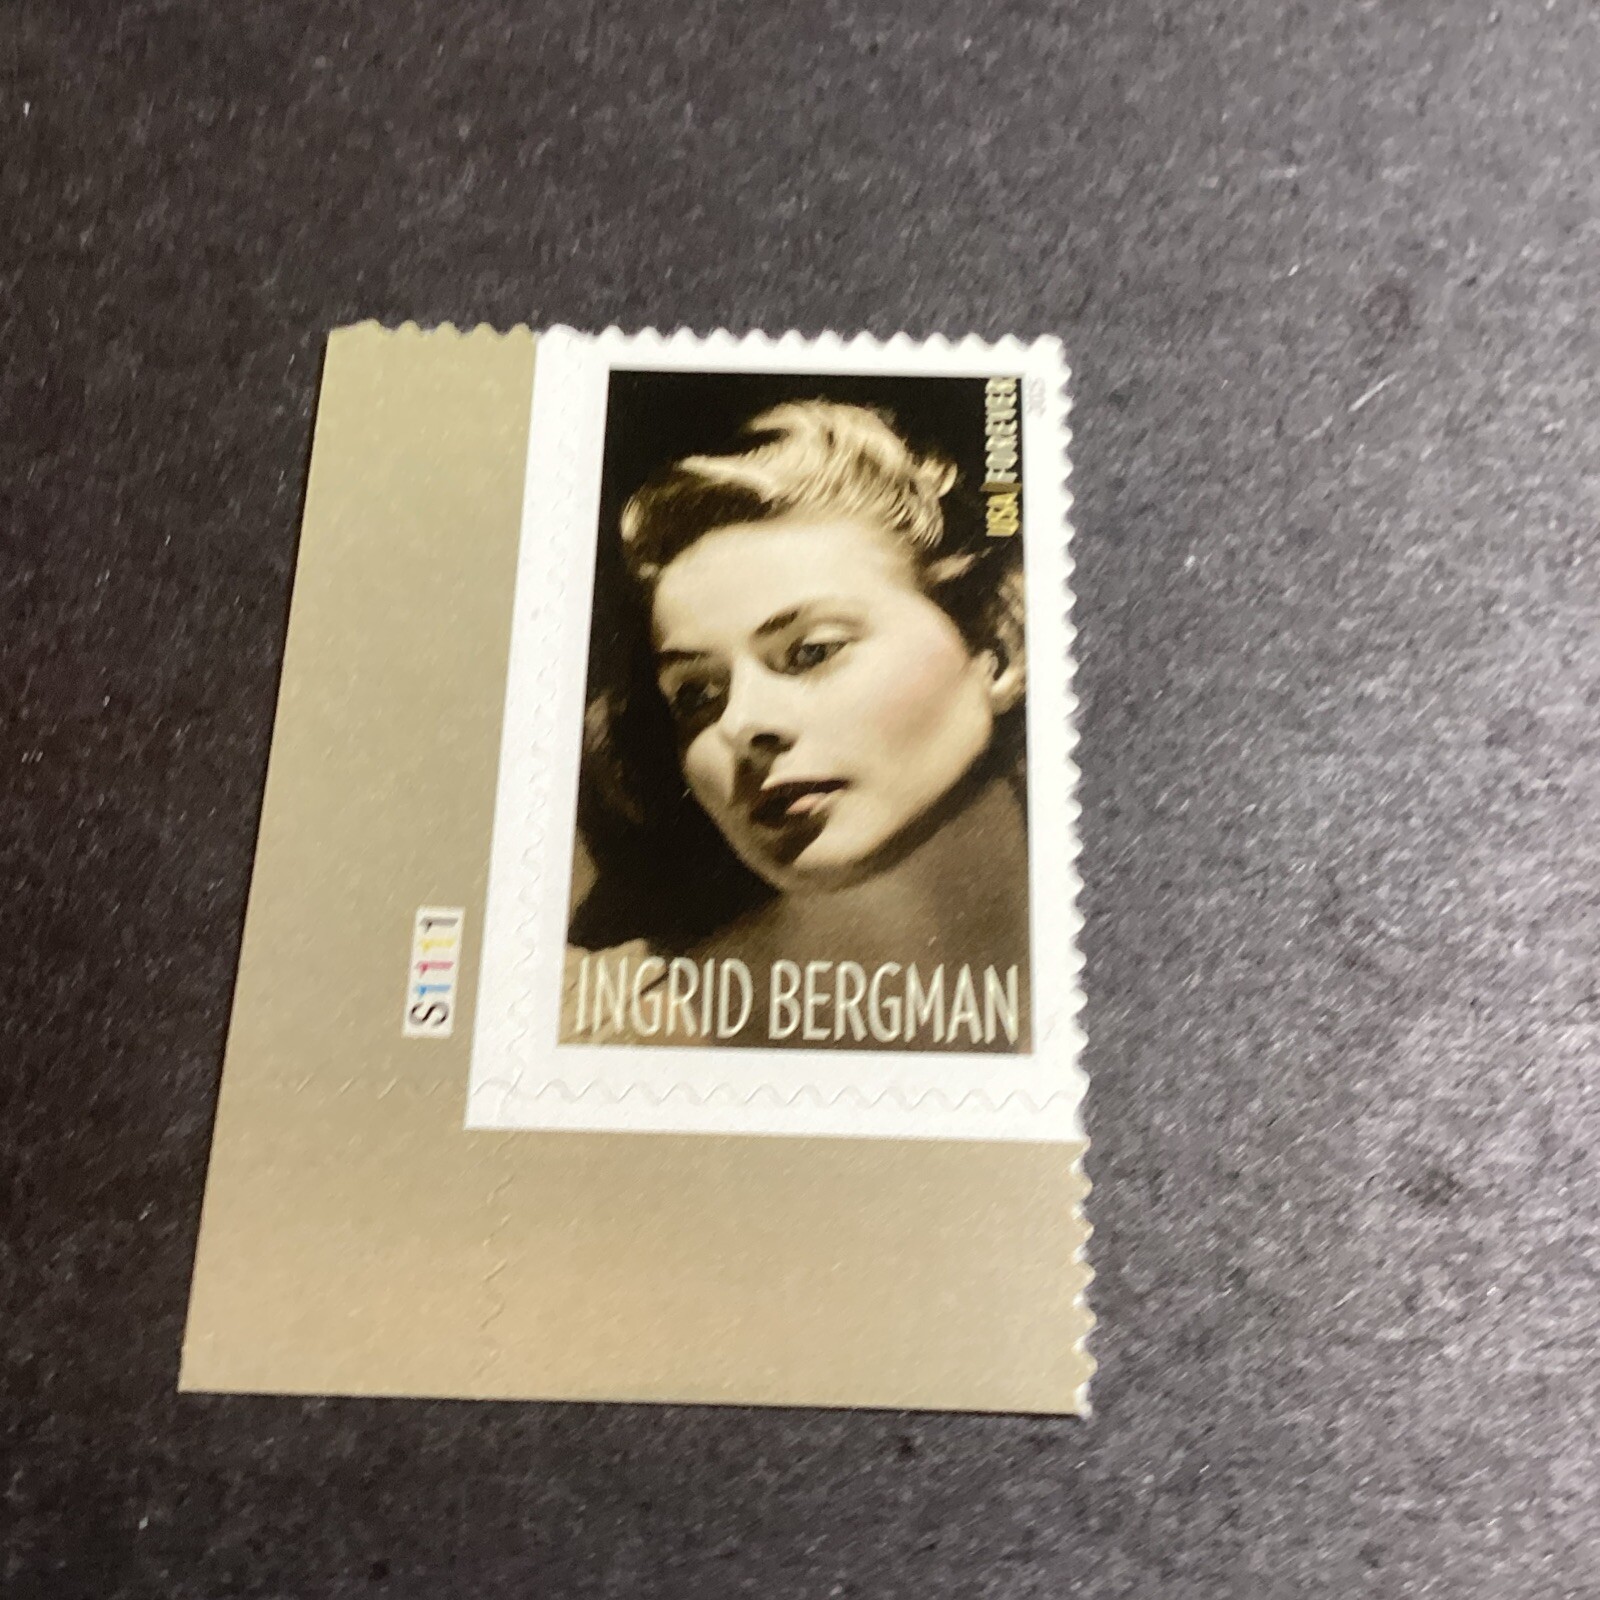 USA FOREVER
INGRID BERGMAN
S1111